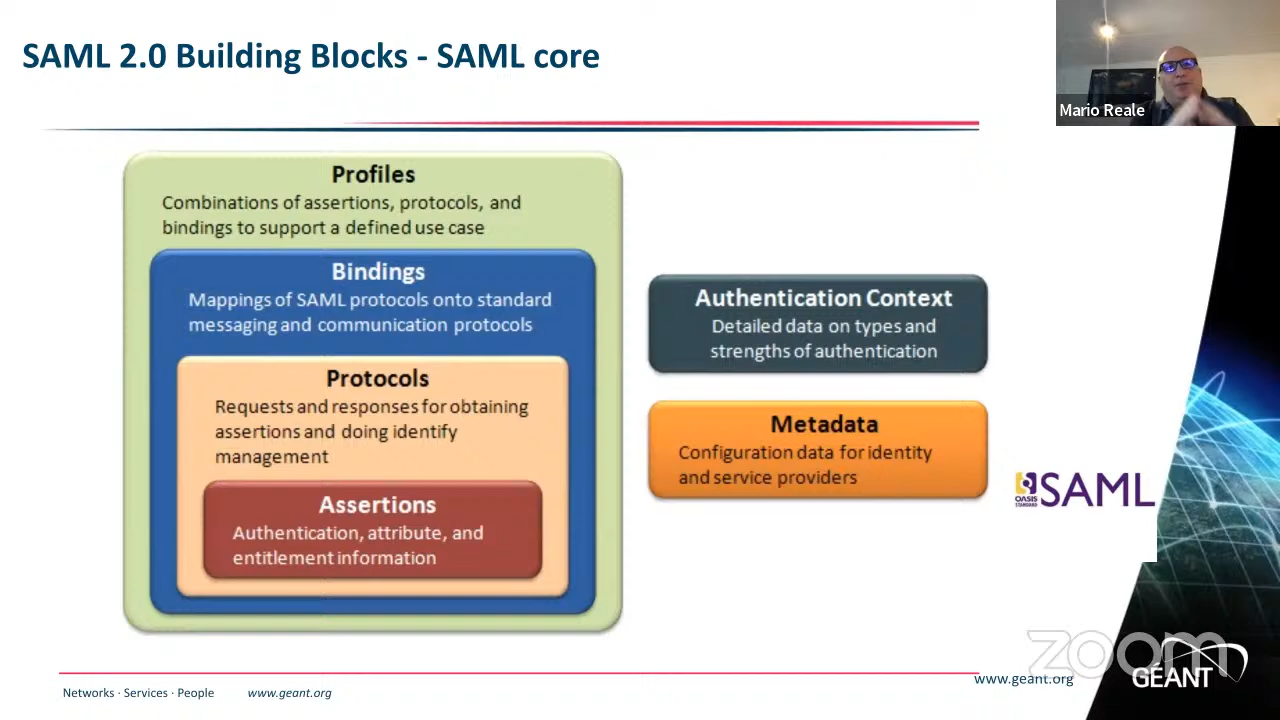 SAML 2.0 Building Blocks - SAML core
Mario Reale
Profiles
Combinations of assertions, protocols, and
bindings to support a defined use case
Bindings
Mappings of SAML protocols onto standard
messaging and communication protocols
Protocols
Requests and responses for obtaining
assertions and doing identify
management
Assertions
Authentication, attribute, and
entitlement information
Authentication Context
Detailed data on types and
strengths of authentication
Metadata
Configuration data for identity
and service providers
OASIS
STANDARD
SAML
zoom
GÉANT
www.geant.org
Networks · Services · People
www.geant.org